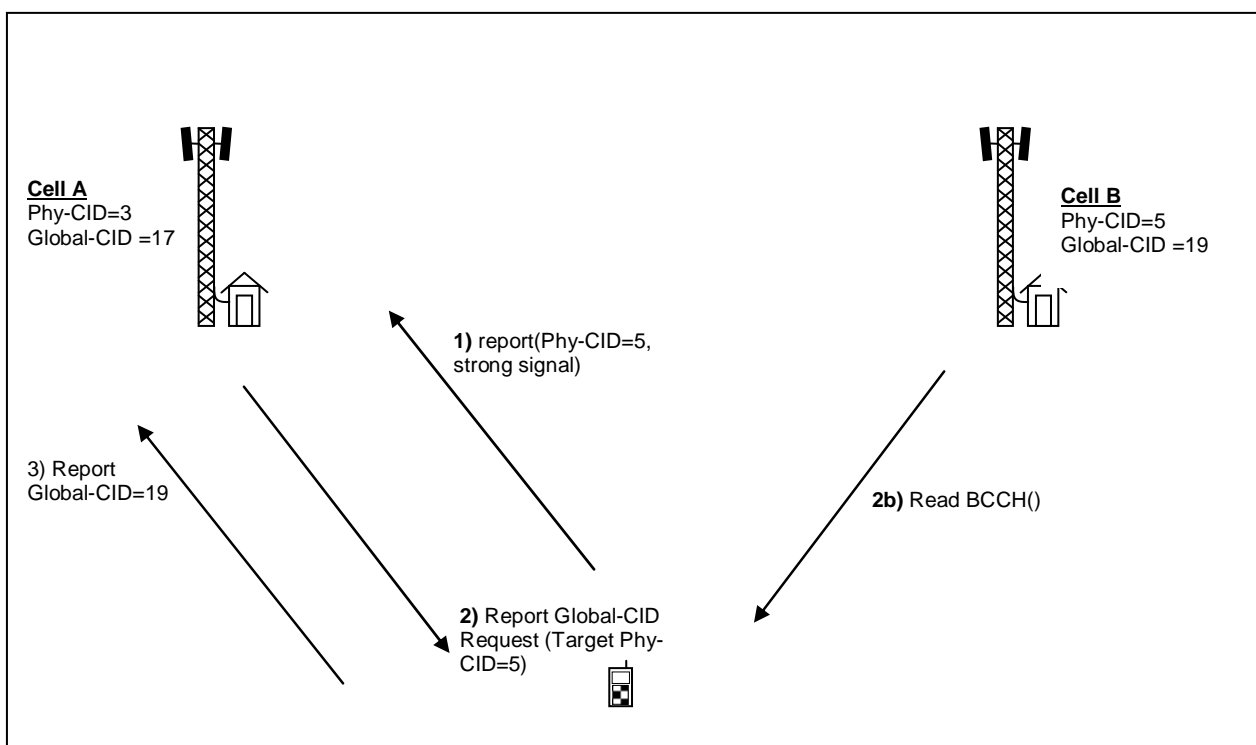 Cell A
Phy-CID=3
Global-CID =17
Cell B
Phy-CID=5
Global-CID =19
1) report(Phy-CID=5,
strong signal)
3) Report
Global-CID=19
2b) Read BCCH()
2) Report Global-CID
Request (Target Phy-
CID=5)